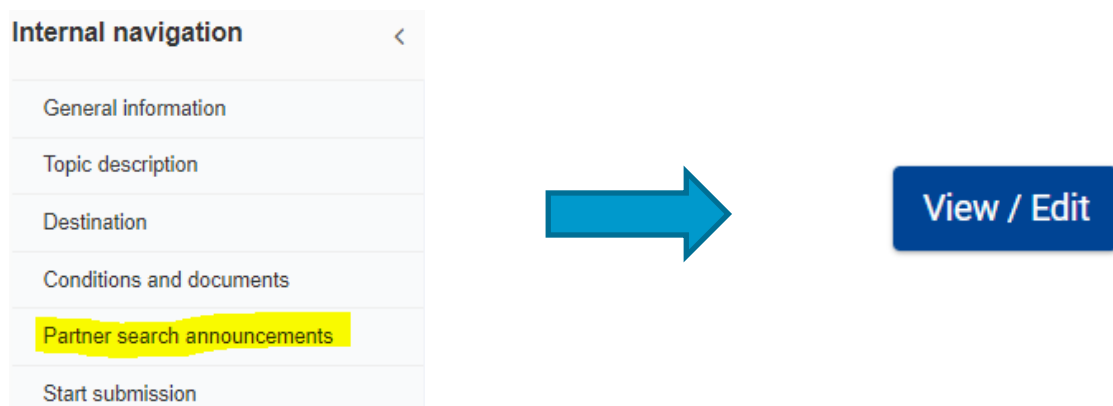 Internal navigation
General information
Topic description
Destination
Conditions and documents
Partner search announcements
Start submission
View / Edit